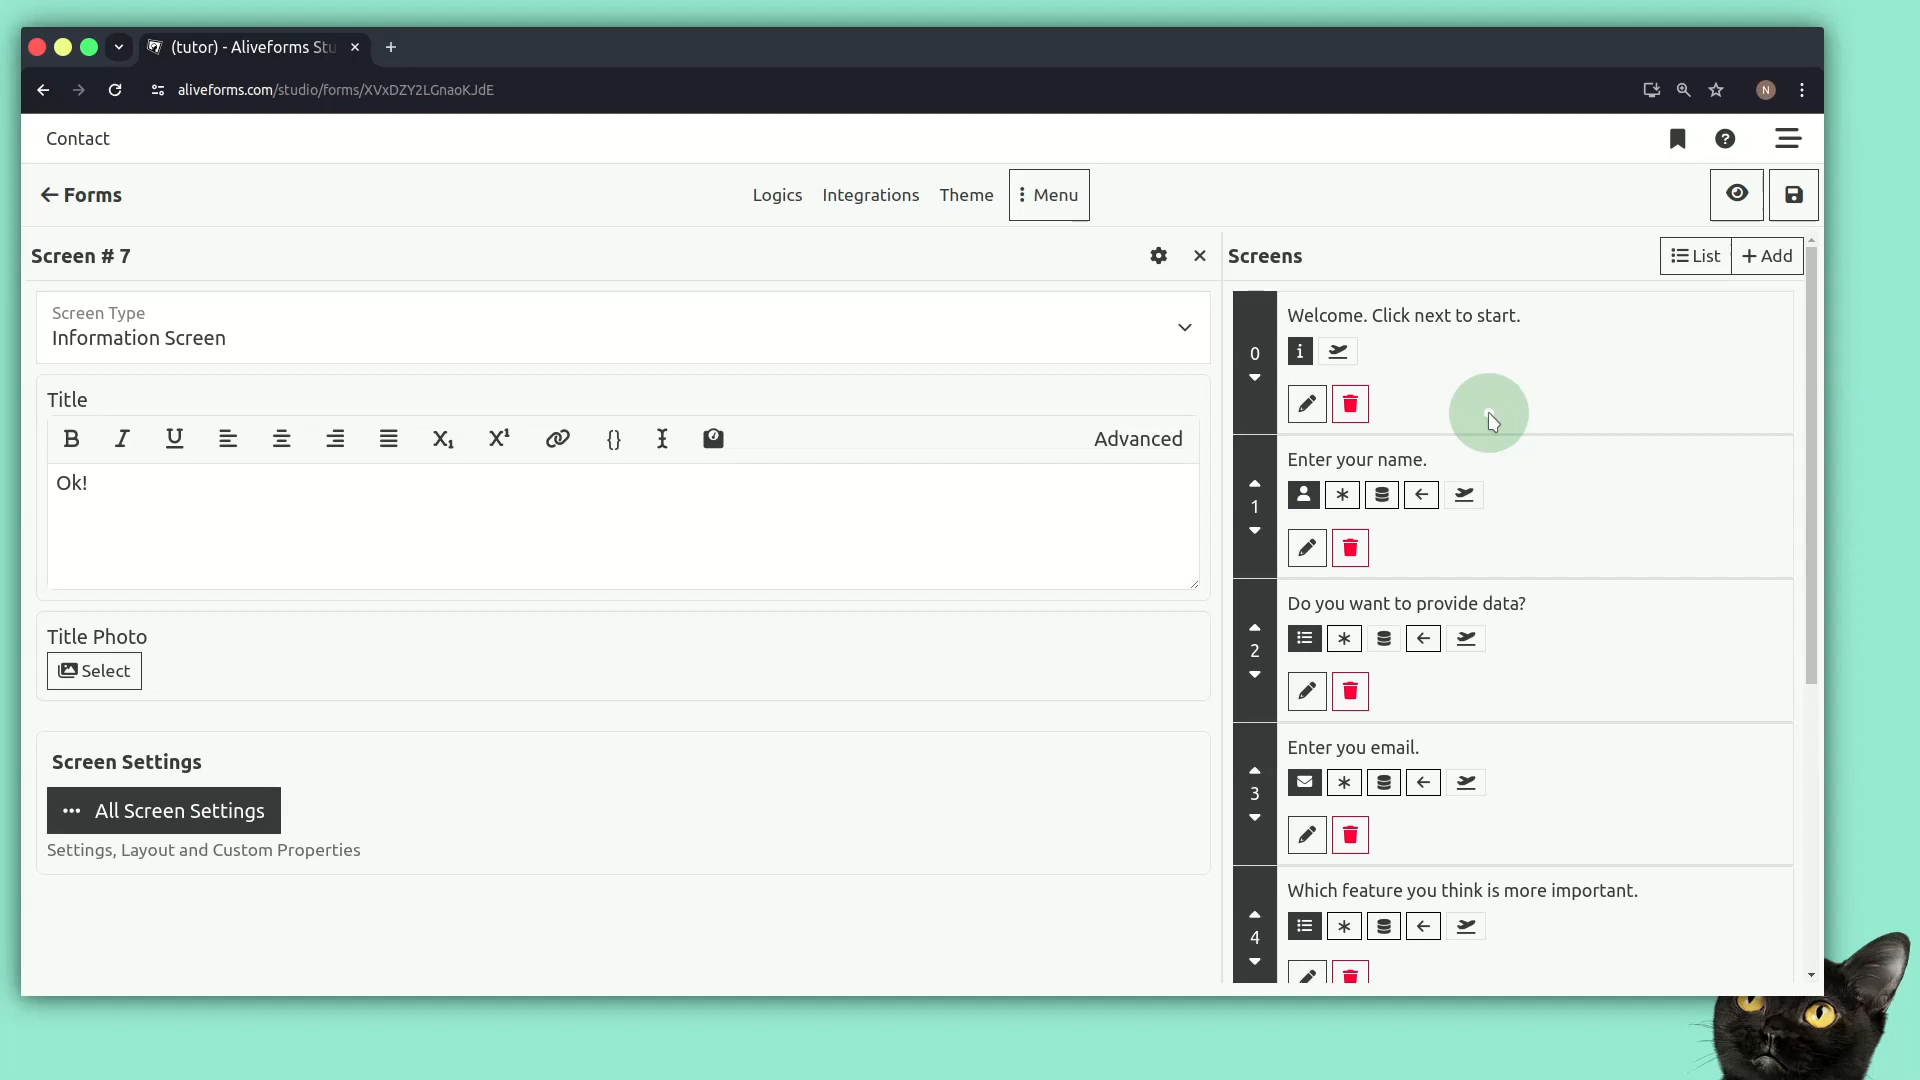 (tutor) - Aliveforms Stu
aliveforms.com/studio/forms/XVxDZY2LGnaoKJdE
N
Contact
Forms
Logics
Integrations
Theme
Menu
Screen # 7
Screen Type
Information Screen
Title
Advanced
Ok!
Title Photo
Select
Screen Settings
All Screen Settings
Settings, Layout and Custom Properties
Screens
List
Add
0
Welcome. Click next to start.
1
Enter your name.
2
Do you want to provide data?
3
Enter you email.
4
Which feature you think is more important.